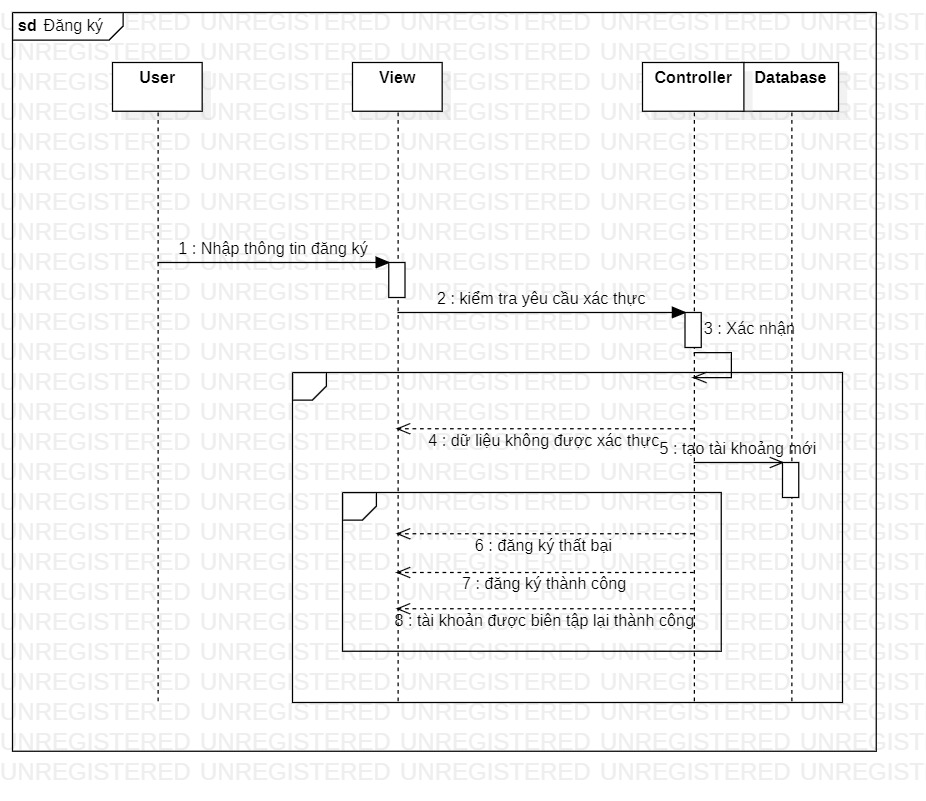 sd Đăng ký
User
View
Controller
Database
1 : Nhập thông tin đăng ký
2 : kiểm tra yêu cầu xác thực
3 : Xác nhận
4 : dữ liệu không được xác thực
5 : tạo tài khoảng mới
6 : đăng ký thất bại
7 : đăng ký thành công
8 : tài khoản được biên tập lại thành công
UNREGISTERED